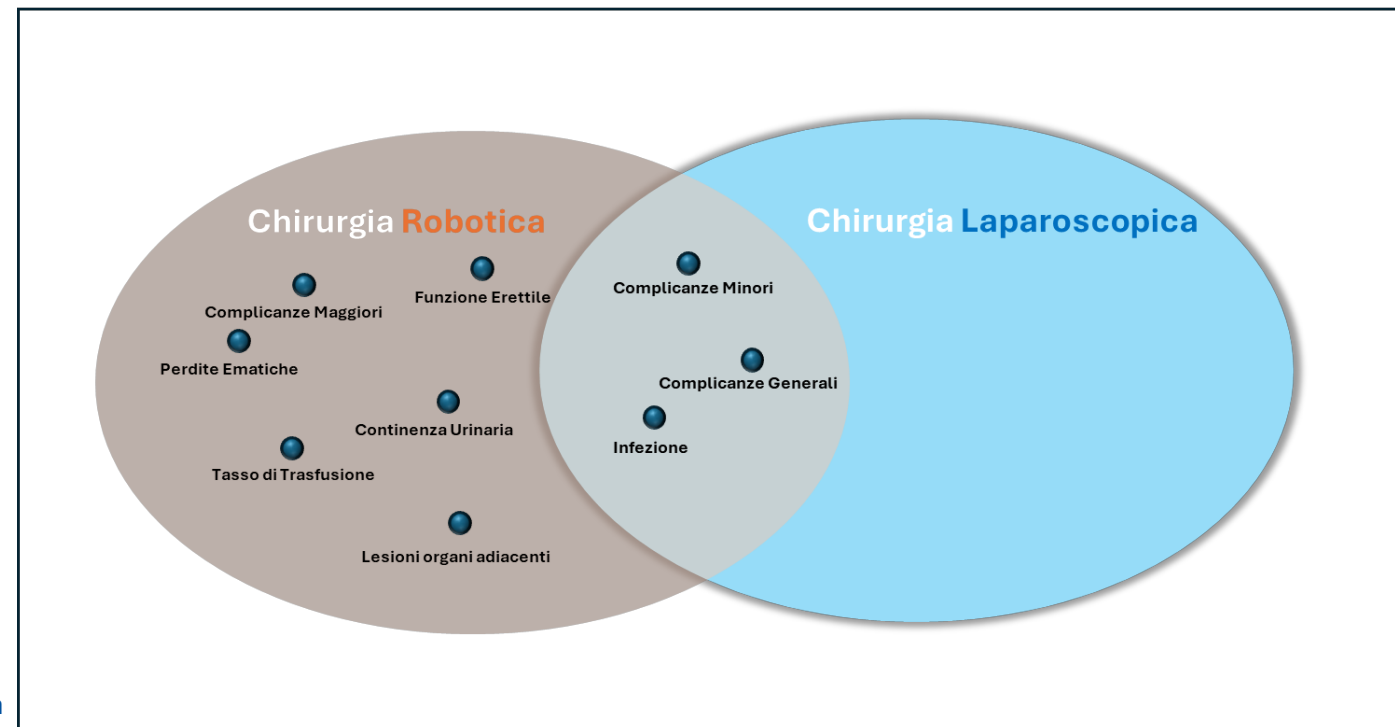 Chirurgia Robotica
Chirurgia Laparoscopica
Complicanze Minori
Funzione Erettile
Complicanze Maggiori
Perdite Ematiche
Complicanze Generali
Continenza Urinaria
Infezione
Tasso di Trasfusione
Lesioni organi adiacenti